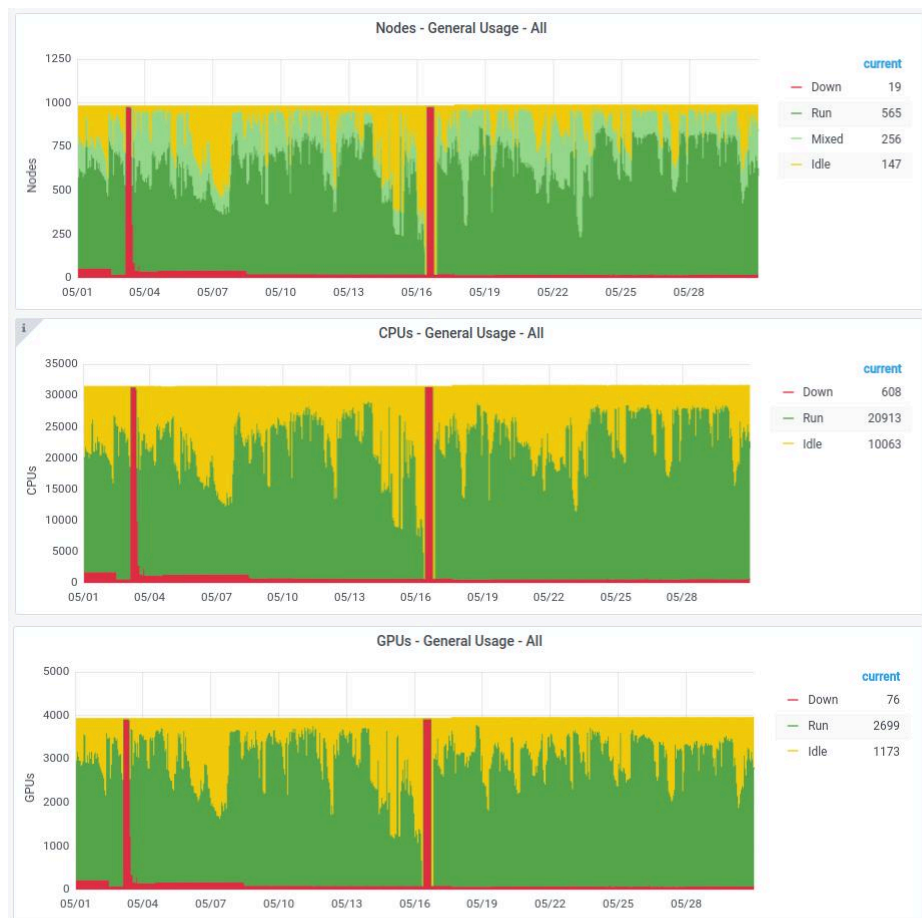 Nodes - General Usage - All
1250
1000
750
500
250
0
Nodes
05/01 05/04 05/07 05/10 05/13 05/16 05/19 05/22 05/25 05/28
current
Down 19
Run 565
Mixed 256
Idle 147
i
CPUs - General Usage - All
35000
30000
25000
20000
15000
10000
5000
0
CPUs
05/01 05/04 05/07 05/10 05/13 05/16 05/19 05/22 05/25 05/28
current
Down 608
Run 20913
Idle 10063
GPUs - General Usage - All
5000
4000
3000
2000
1000
0
GPUs
05/01 05/04 05/07 05/10 05/13 05/16 05/19 05/22 05/25 05/28
current
Down 76
Run 2699
Idle 1173